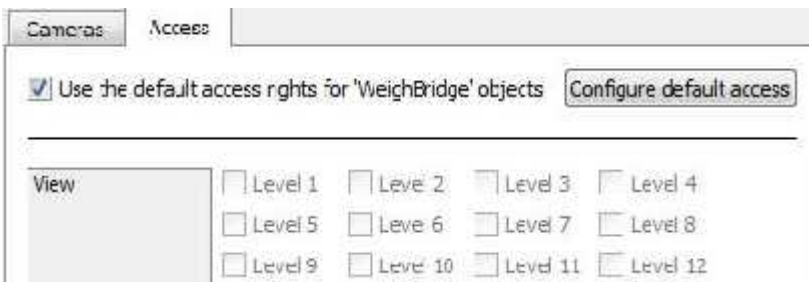 Cameras Access
Use the default access rights for 'WeighBridge' objects Configure default access
View Level 1 Level 2 Level 3 Level 4
Level 5 Level 6 Level 7 Level 8
Level 9 Level 10 Level 11 Level 12